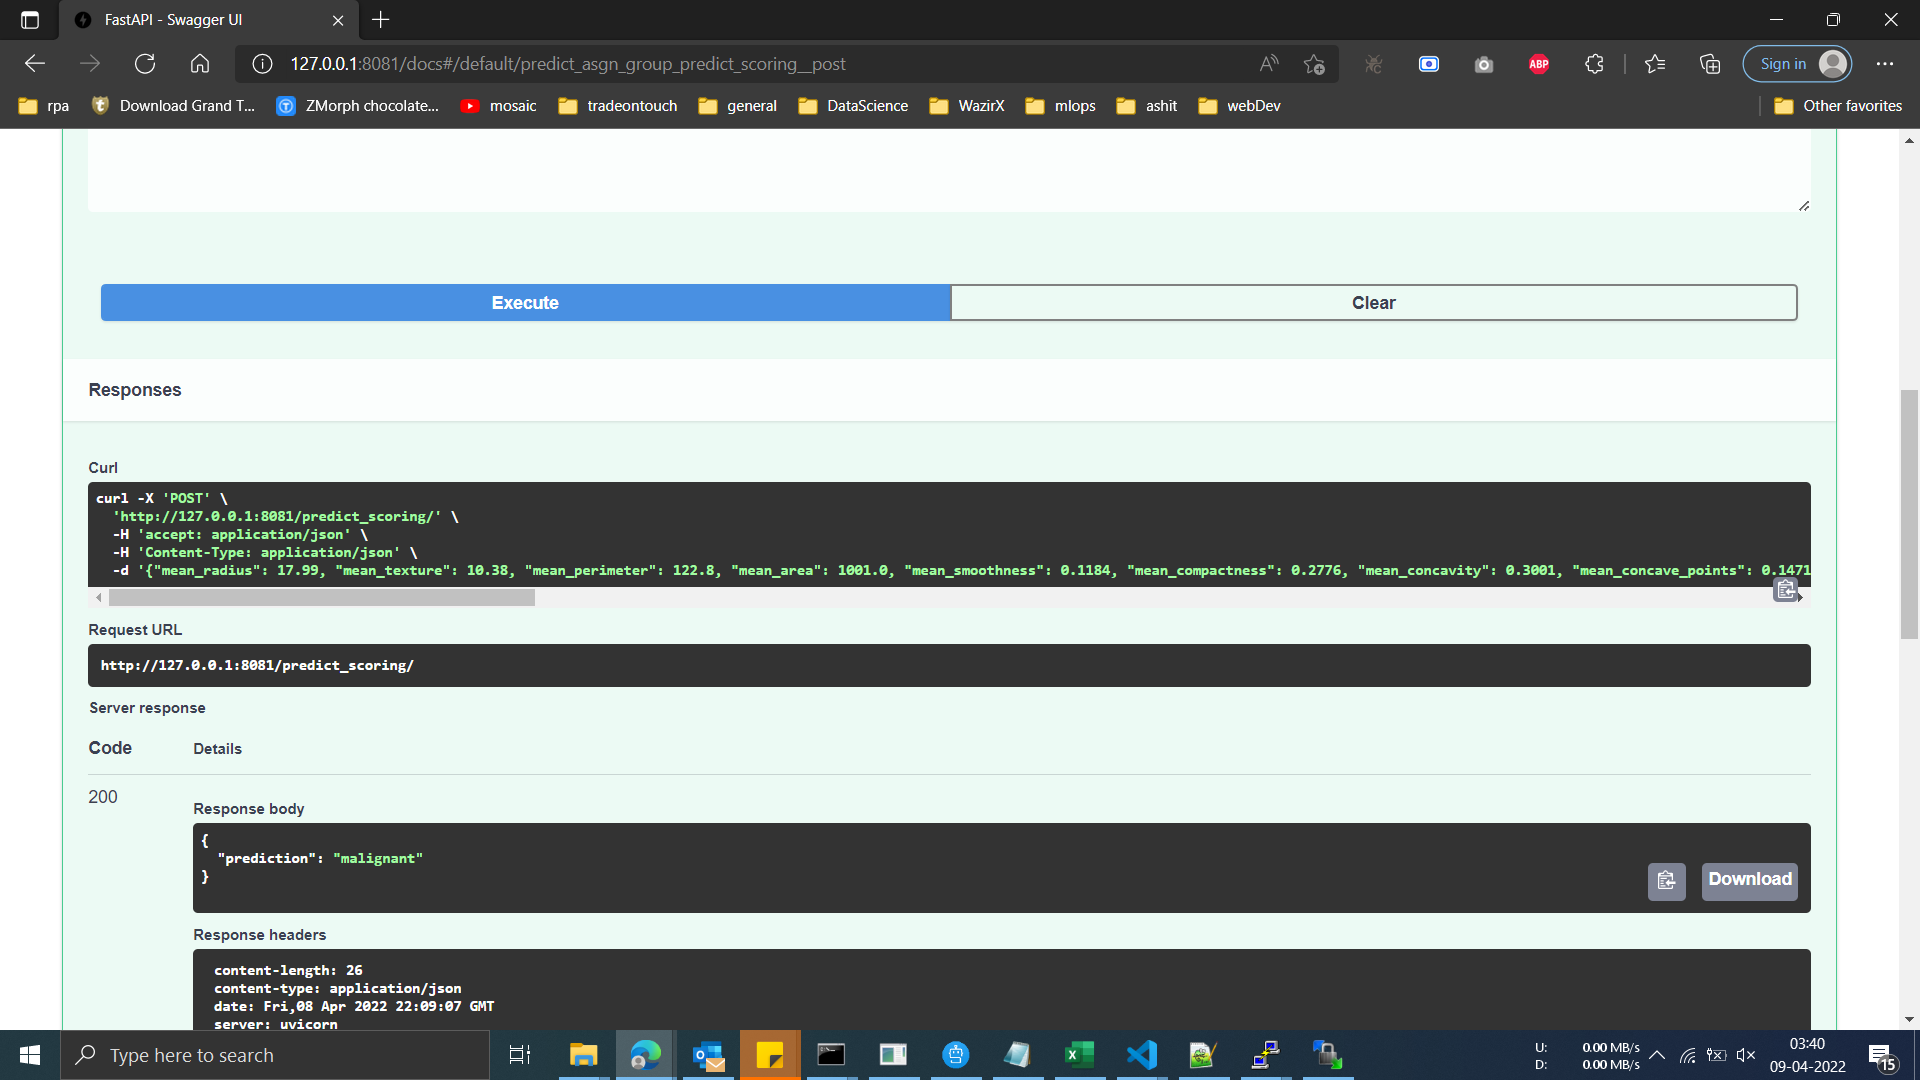 FastAPI - Swagger UI
127.0.0.1:8081/docs#/default/predict_asgn_group_predict_scoring__post
ABP
Sign in
rpa
Download Grand T...
ZMorph chocolate...
mosaic
tradeontouch
general
DataScience
WazirX
mlops
ashit
webDev
Other favorites
Execute
Clear
Responses
Curl
curl -X 'POST' \
'http://127.0.0.1:8081/predict_scoring/' \
-H 'accept: application/json' \
-H 'Content-Type: application/json' \
-d '{"mean_radius": 17.99, "mean_texture": 10.38, "mean_perimeter": 122.8, "mean_area": 1001.0, "mean_smoothness": 0.1184, "mean_compactness": 0.2776, "mean_concavity": 0.3001, "mean_concave_points": 0.1471
Request URL
http://127.0.0.1:8081/predict_scoring/
Server response
Code Details
200
Response body
{
"prediction": "malignant"
}
Download
Response headers
content-length: 26
content-type: application/json
date: Fri,08 Apr 2022 22:09:07 GMT
server: uvicorn
Type here to search
U: 0.00 MB/s
D: 0.00 MB/s
03:40
09-04-2022
15